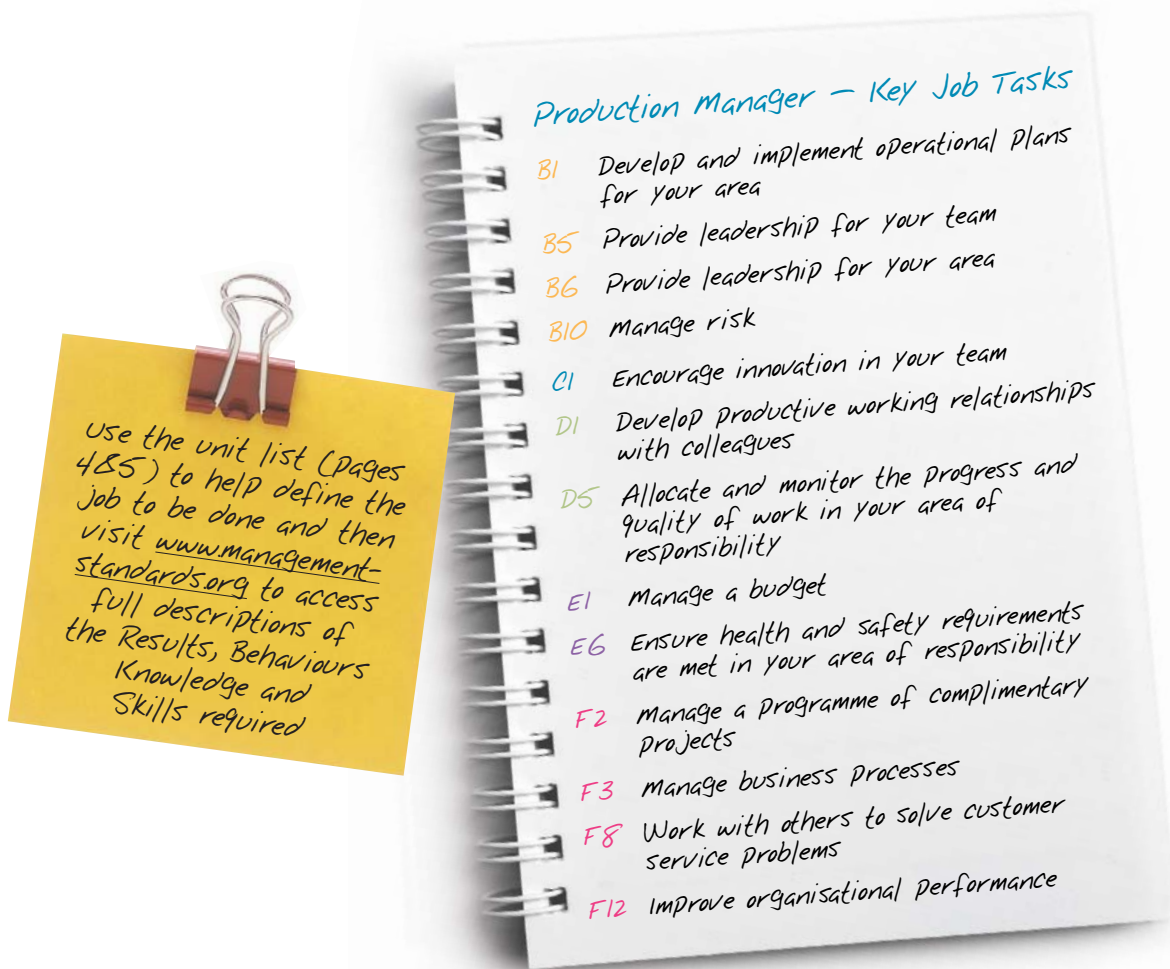 Production Manager – Key Job Tasks
B1 Develop and implement operational plans
for your area
B5 Provide leadership for your team
B6 Provide leadership for your area
B10 Manage risk
C1 Encourage innovation in your team
D1 Develop productive working relationships
with colleagues
D5 Allocate and monitor the progress and
quality of work in your area of
responsibility
E1 Manage a budget
E6 Ensure health and safety requirements
are met in your area of responsibility
F2 Manage a programme of complimentary
projects
F3 Manage business processes
F8 Work with others to solve customer
service problems
F12 Improve organisational performance
Use the unit list (pages
4&5) to help define the
job to be done and then
visit www.management-
standards.org to access
full descriptions of
the Results, Behaviours
Knowledge and
Skills required